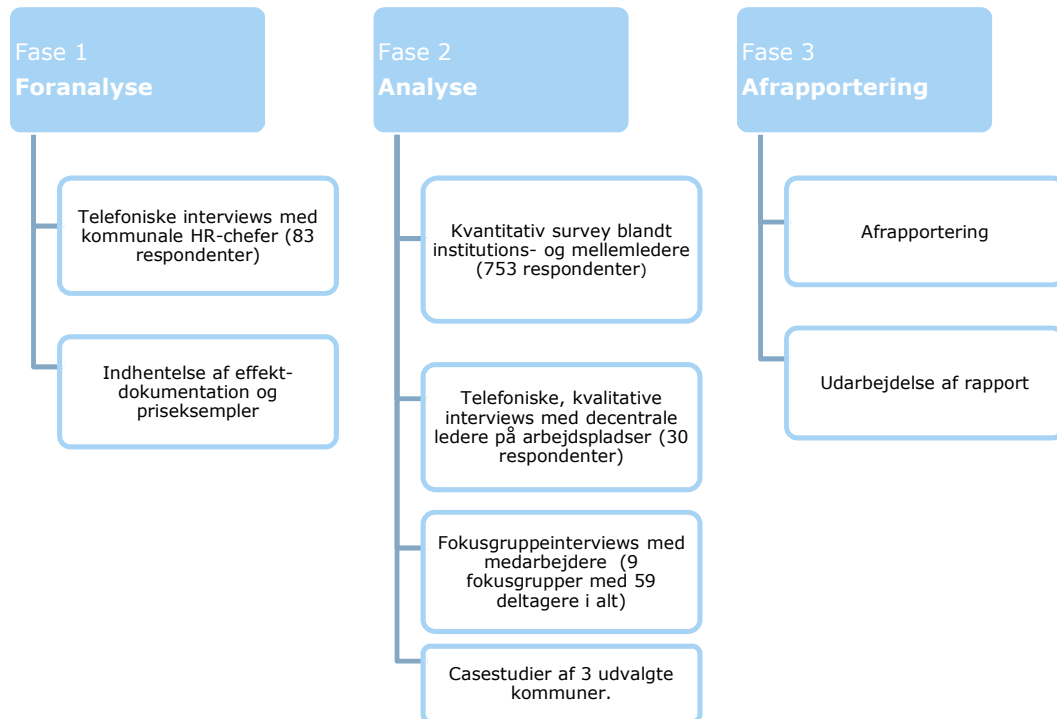 Fase 1
Foranalyse
Telefoniske interviews med
kommunale HR-chefer (83
respondenter)
Indhentelse af effekt-
dokumentation og
priseksempler
Fase 2
Analyse
Kvantitativ survey blandt
institutions- og mellemledere
(753 respondenter)
Telefoniske, kvalitative
interviews med decentrale
ledere på arbejdspladser (30
respondenter)
Fokusgruppeinterviews med
medarbejdere (9
fokusgrupper med 59
deltagere i alt)
Casestudier af 3 udvalgte
kommuner.
Fase 3
Afrapportering
Afrapportering
Udarbejdelse af rapport